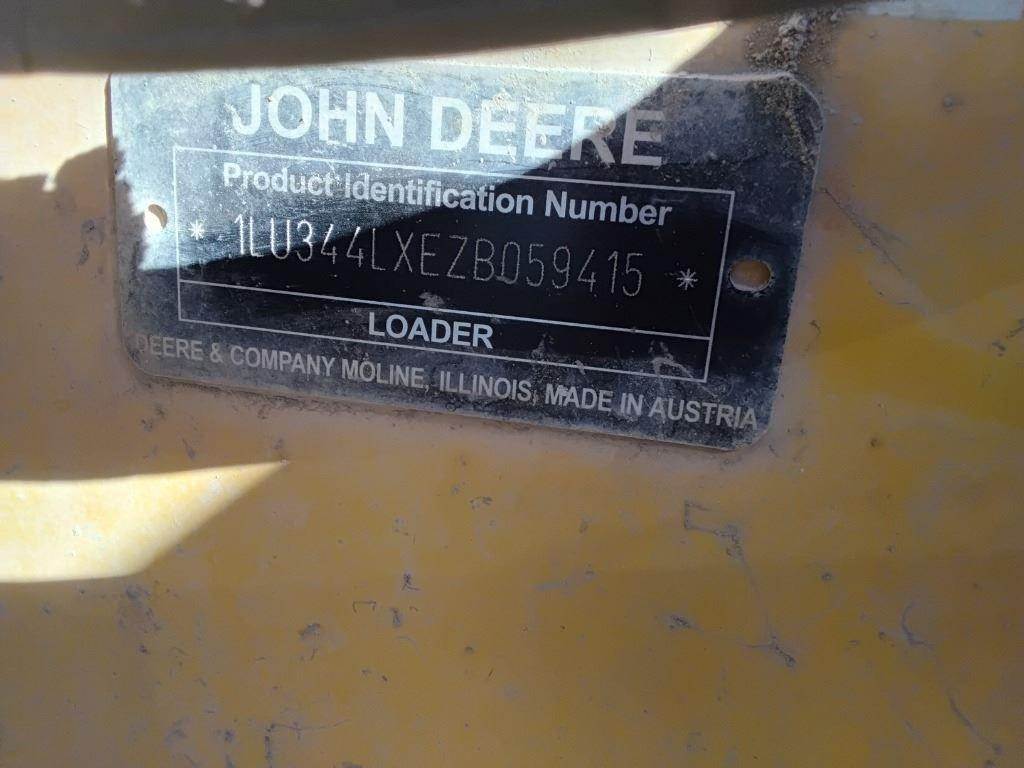 JOHN DEERE
Product Identification Number
* 1LU344LXEZB059415 *
LOADER
DEERE & COMPANY MOLINE, ILLINOIS, MADE IN AUSTRIA